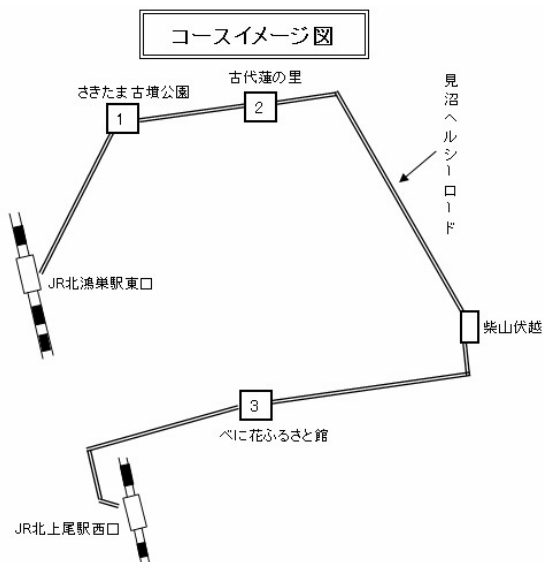 コースイメージ図
古代蓮の里
さきたま古墳公園
1
2
見沼ヘルシーロード
JR北鴻巣駅東口
柴山伏越
3
べに花ふるさと館
JR北上尾駅西口